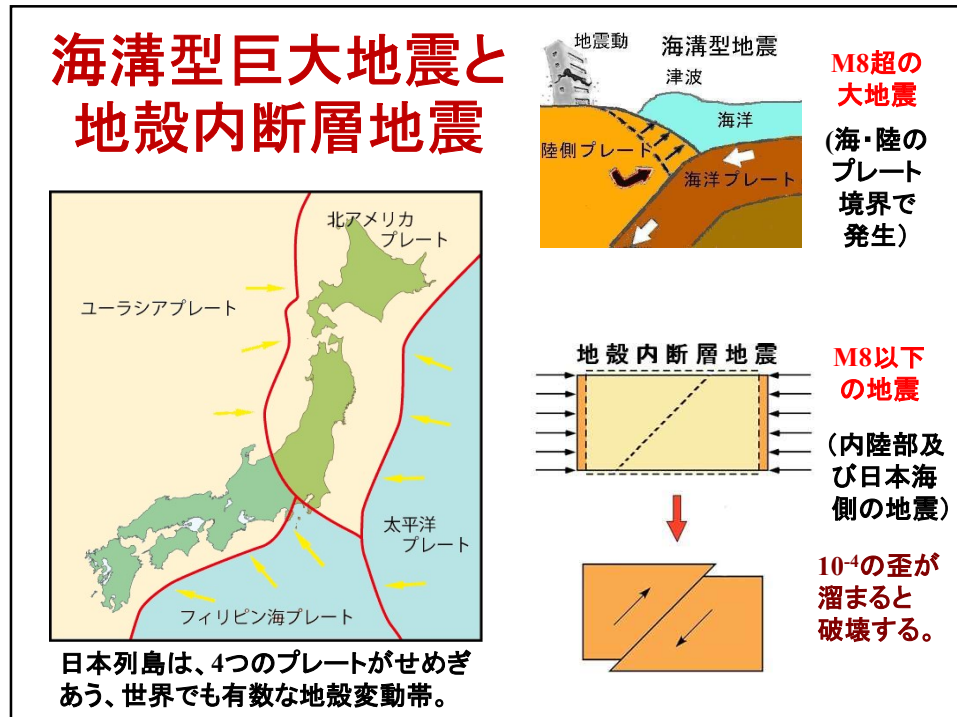 海溝型巨大地震と
地殻内断層地震
地震動
海溝型地震
津波
海洋
陸側プレート
海洋プレート
M8超の
大地震
(海・陸の
プレート
境界で
発生）
北アメリカ
プレート
ユーラシアプレート
太平洋
プレート
フィリピン海プレート
日本列島は、4つのプレートがせめぎ
あう、世界でも有数な地殻変動帯。
地殻内断層地震
M8以下
の地震
（内陸部及
び日本海
側の地震）
10-4の歪が
溜まると
破壊する。